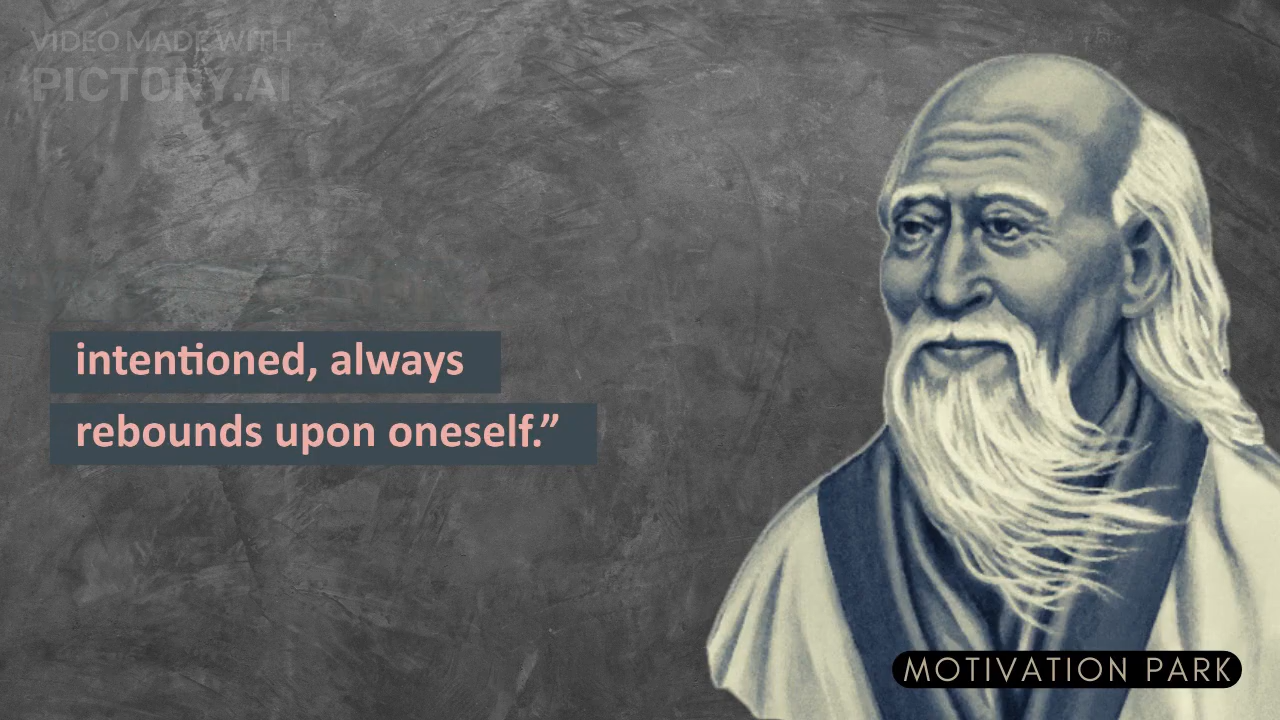 VIDEO MADE WITH
PICTORY.AI
intentioned, always
rebounds upon oneself.”
MOTIVATION PARK